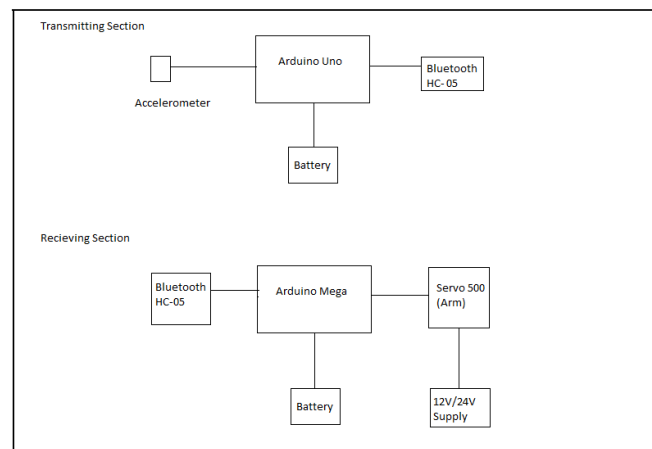 Transmitting Section
Arduino Uno
Bluetooth
HC- 05
Accelerometer
Battery
Recieving Section
Bluetooth
HC-05
Arduino Mega
Servo 500
(Arm)
Battery
12V/24V
Supply